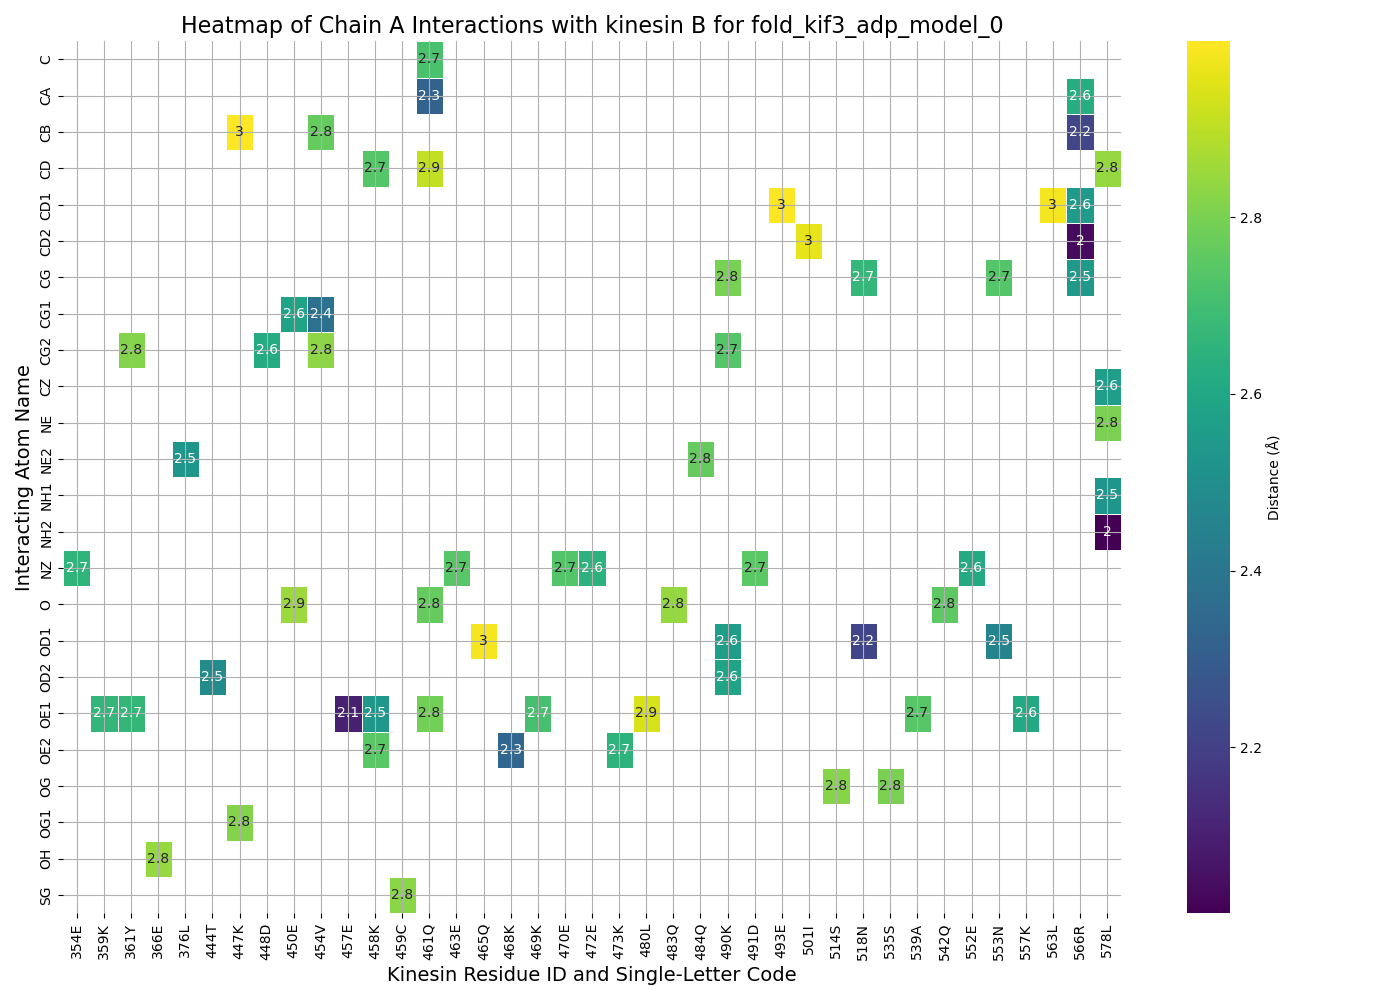 Heatmap of Chain A Interactions with kinesin B for fold_kif3_adp_model_0
Interacting Atom Name
C 2.7
CA 2.3 2.6
CB 3 2.8 2.2
CD 2.7 2.9 2.8
CD1 3 3 2.6
CD2 3 2
CG 2.8 2.7 2.7 2.5
CG1 2.6 2.4
CG2 2.8 2.6 2.8 2.7
CZ 2.6
NE 2.8
NE2 2.5 2.8
NH1 2.5
NH2 2
NZ 2.7 2.7 2.7 2.6 2.7 2.6
O 2.9 2.8 2.8 2.8
OD1 3 2.6 2.2 2.5
OD2 2.5 2.6
OE1 2.7 2.7 2.1 2.5 2.8 2.7 2.9 2.7 2.6
OE2 2.7 2.3 2.7
OG 2.8 2.8
OG1 2.8
OH 2.8
SG 2.8
354E 359K 361Y 366E 376L 444T 447K 448D 450E 454V 457E 458K 459C 461Q 463E 465Q 468K 469K 470E 472E 473K 480L 483Q 484Q 490K 491D 493E 501I 514S 518N 535S 539A 542Q 552E 553N 557K 563L 566R 578L
Kinesin Residue ID and Single-Letter Code
2.8
2.6
2.4
2.2
Distance (Å)